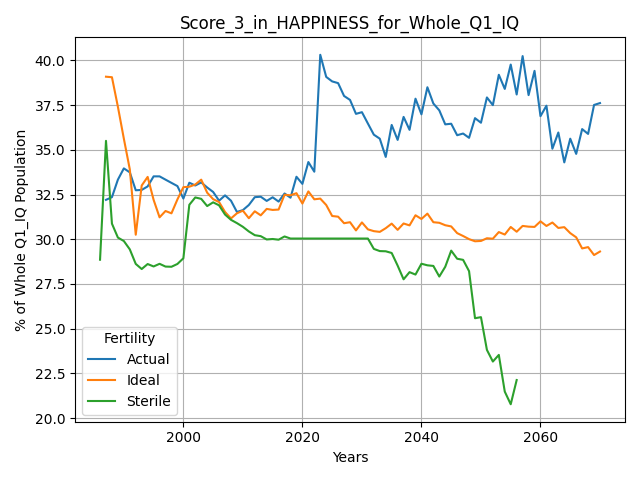 Score_3_in_HAPPINESS_for_Whole_Q1_IQ
% of Whole Q1_IQ Population
40.0
37.5
35.0
32.5
30.0
27.5
25.0
22.5
20.0
Fertility
Actual
Ideal
Sterile
2000
2020
2040
2060
Years